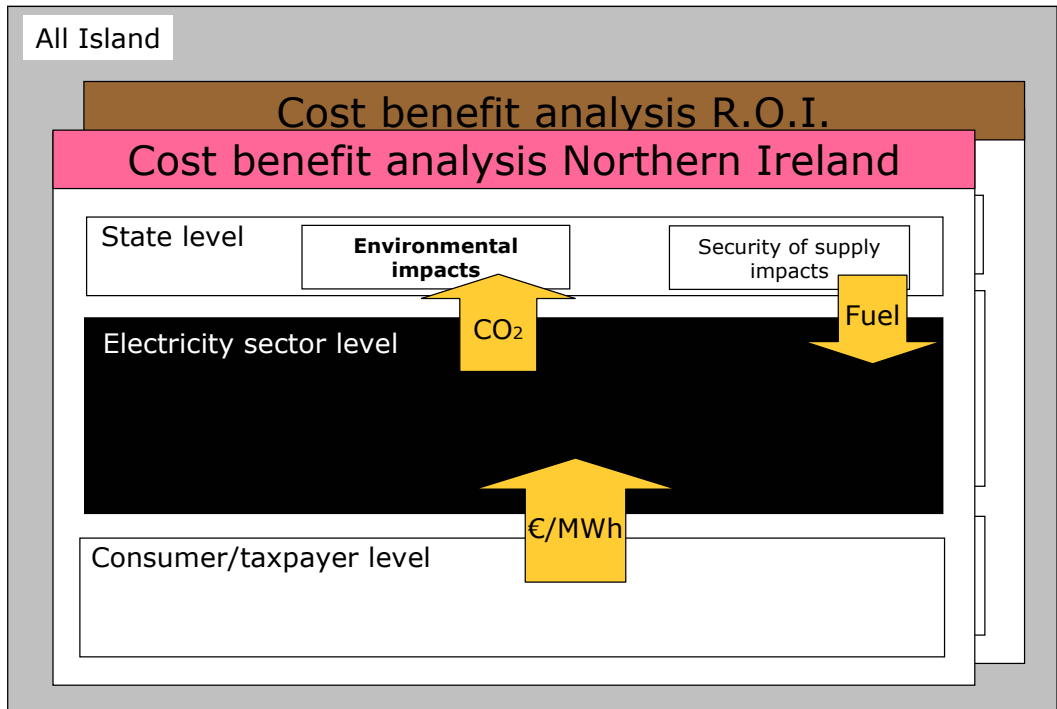 All Island
Cost benefit analysis R.O.I.
Cost benefit analysis Northern Ireland
State level
Environmental
impacts
Security of supply
impacts
CO₂
Fuel
Electricity sector level
€/MWh
Consumer/taxpayer level